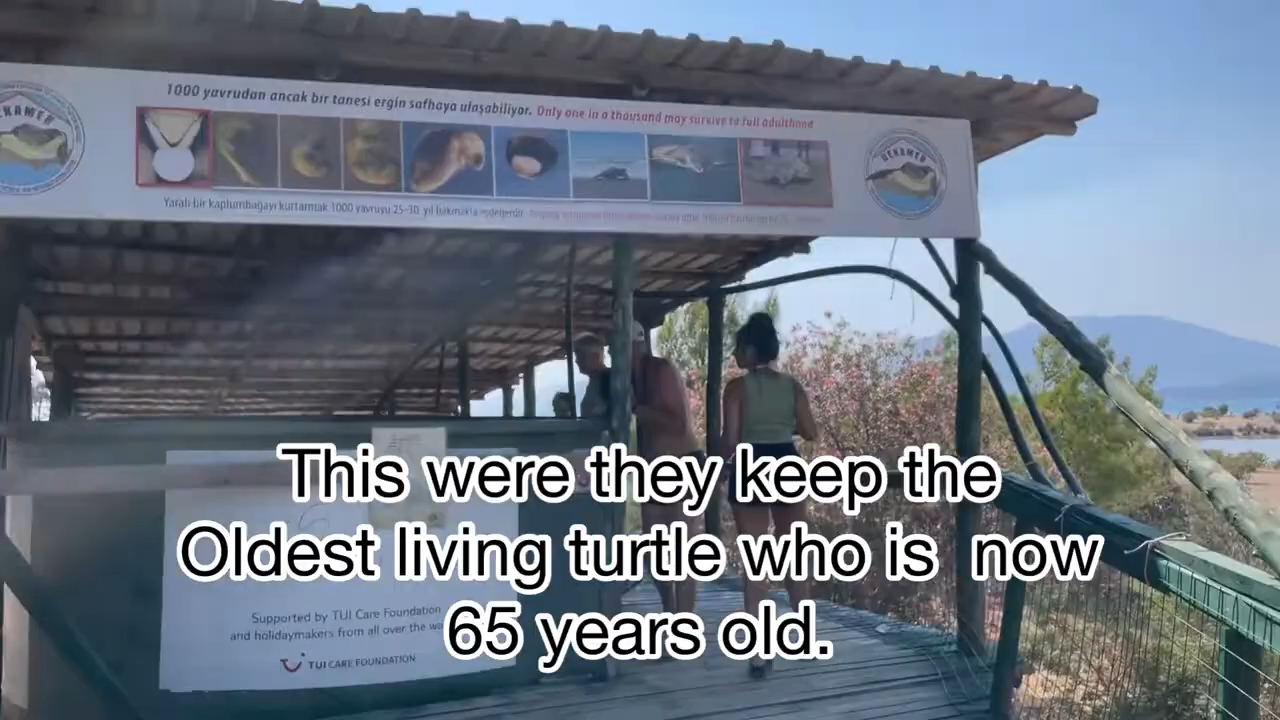 1000 yavrudan ancak bir tanesi ergin safhaya ulaşabiliyor. Only one in a thousand may survive to full adulthood
DEKAMER
Yaralı bir kaplumbağayı kurtarmak 1000 yavruyu 25-30 yıl bakmakla eşdeğerdir.
This were they keep the
Oldest living turtle who is now
65 years old.
Supported by TUI Care Foundation
and holidaymakers from all over the
TUI CARE FOUNDATION